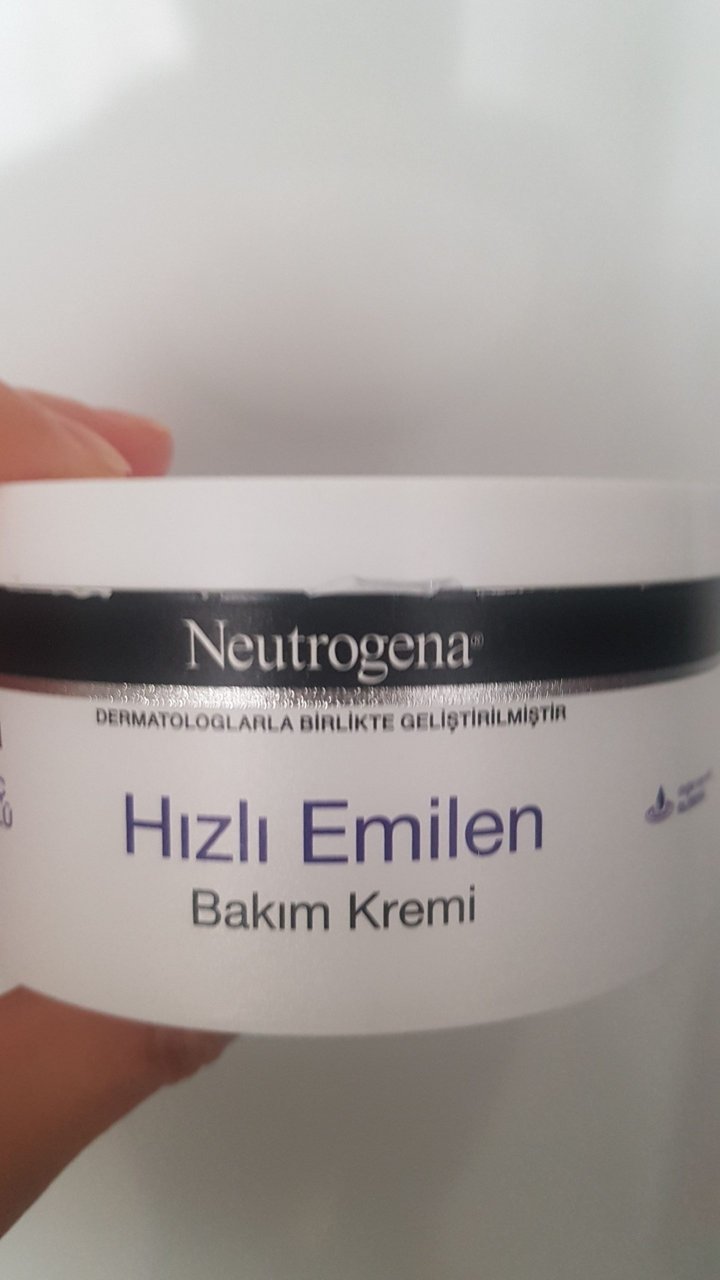 Neutrogena®
DERMATOLOGLARLA BİRLİKTE GELİŞTİRİLMİŞTİR
Hızlı Emilen
Bakım Kremi